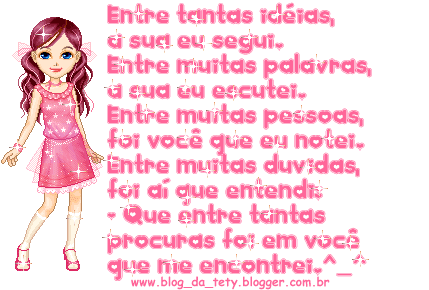 Entre tantas idéias,
a sua eu segui.
Entre muitas palavras,
a sua eu escutei.
Entre muitas pessoas,
foi você que eu notei.
Entre muitas duvidas,
foi aí que entendi:
- Que entre tantas
procuras foi em você
que me encontrei.^_^
www.blog_da_tety.blogger.com.br